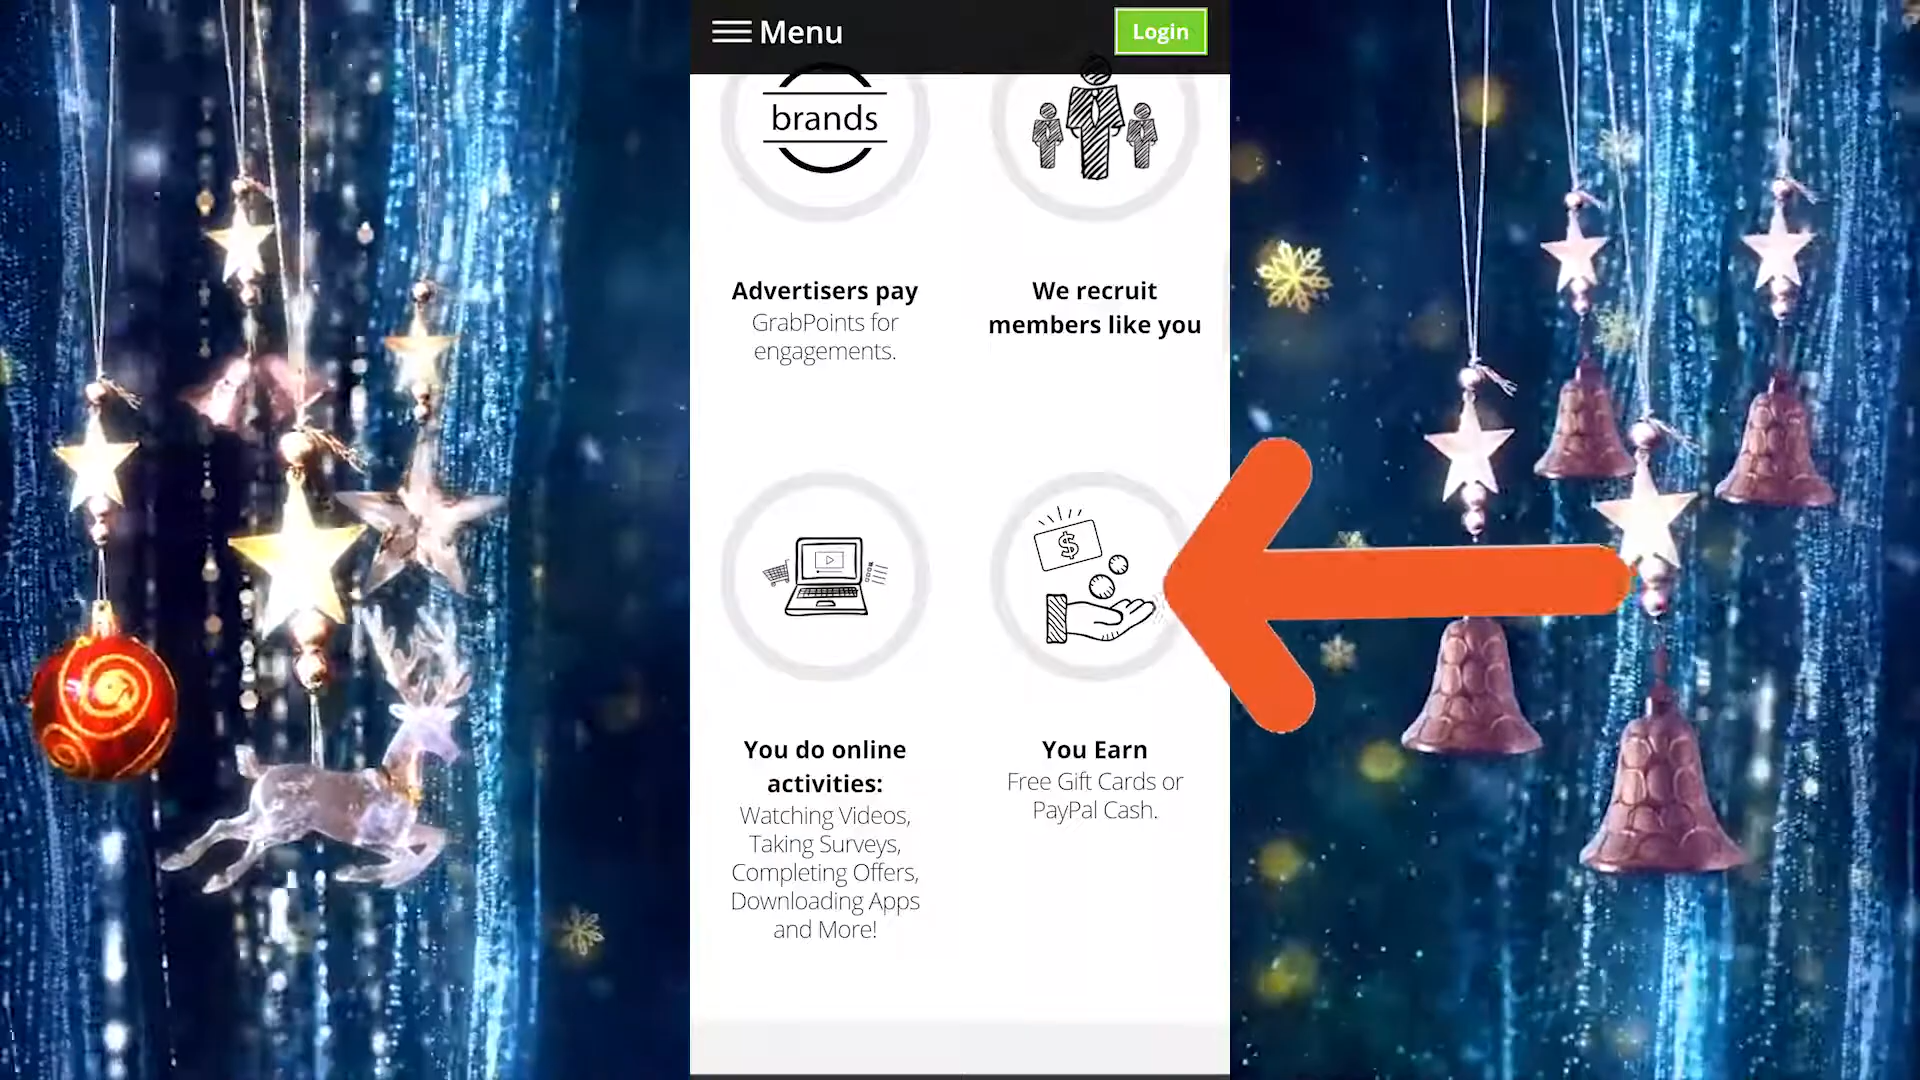 Menu
Login
brands
Advertisers pay
GrabPoints for
engagements.
We recruit
members like you
$
You do online
activities:
Watching Videos,
Taking Surveys,
Completing Offers,
Downloading Apps
and More!
You Earn
Free Gift Cards or
PayPal Cash.